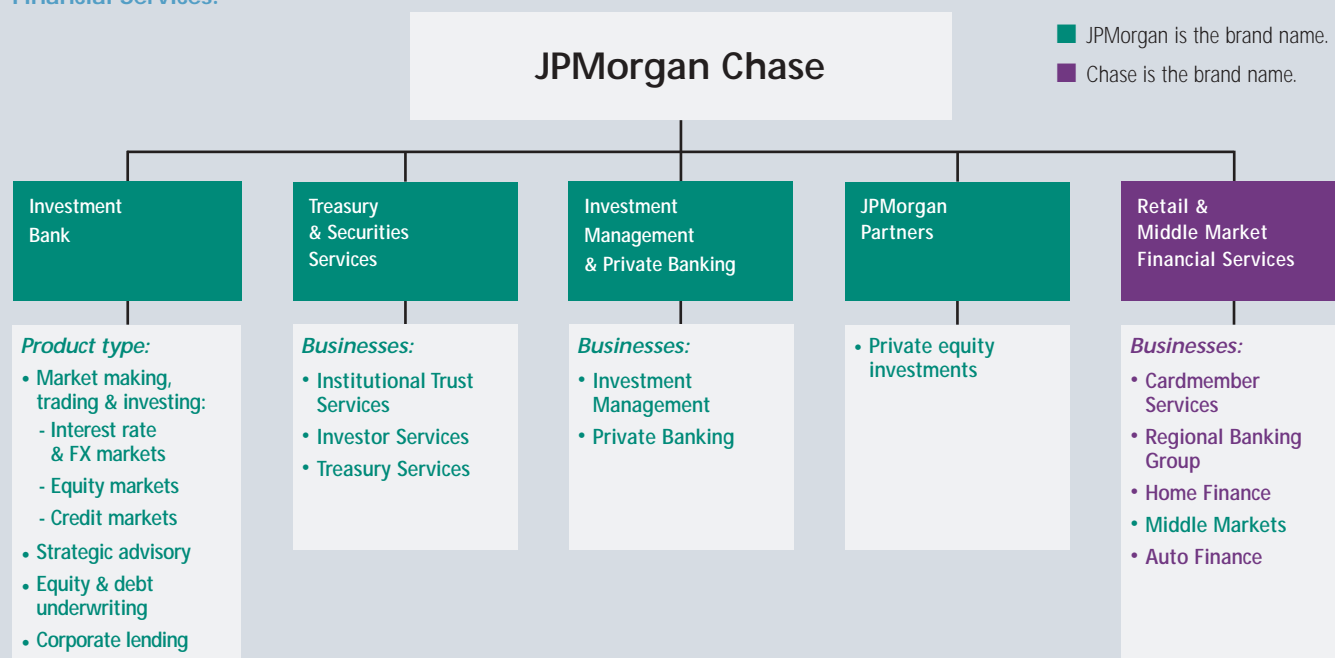 Financial Services.
JPMorgan Chase
JPMorgan is the brand name.
Chase is the brand name.
Investment
Bank
Treasury
& Securities
Services
Investment
Management
& Private Banking
JPMorgan
Partners
Retail &
Middle Market
Financial Services
Product type:
• Market making,
trading & investing:
- Interest rate
& FX markets
- Equity markets
- Credit markets
• Strategic advisory
• Equity & debt
underwriting
• Corporate lending
Businesses:
• Institutional Trust
Services
• Investor Services
• Treasury Services
Businesses:
• Investment
Management
• Private Banking
• Private equity
investments
Businesses:
• Cardmember
Services
• Regional Banking
Group
• Home Finance
• Middle Markets
• Auto Finance